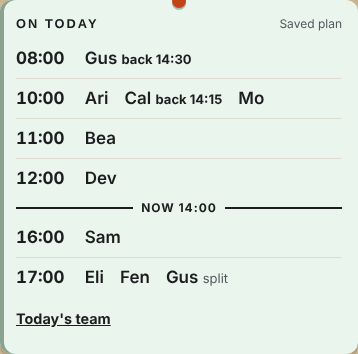 ON TODAY Saved plan
08:00 Gus back 14:30
10:00 Ari Cal back 14:15 Mo
11:00 Bea
12:00 Dev
NOW 14:00
16:00 Sam
17:00 Eli Fen Gus split
Today's team